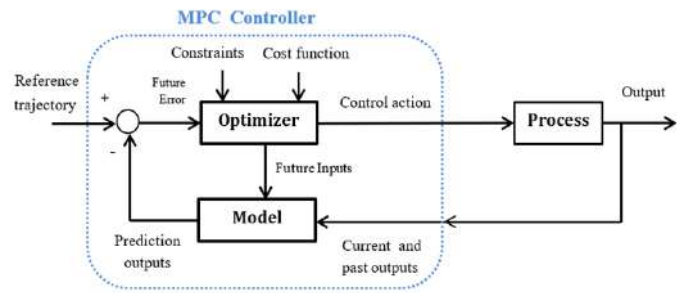 MPC Controller
Constraints
Cost function
Reference
trajectory
+
-
Future
Error
Optimizer
Control action
Process
Output
Future Inputs
Model
Prediction
outputs
Current and
past outputs